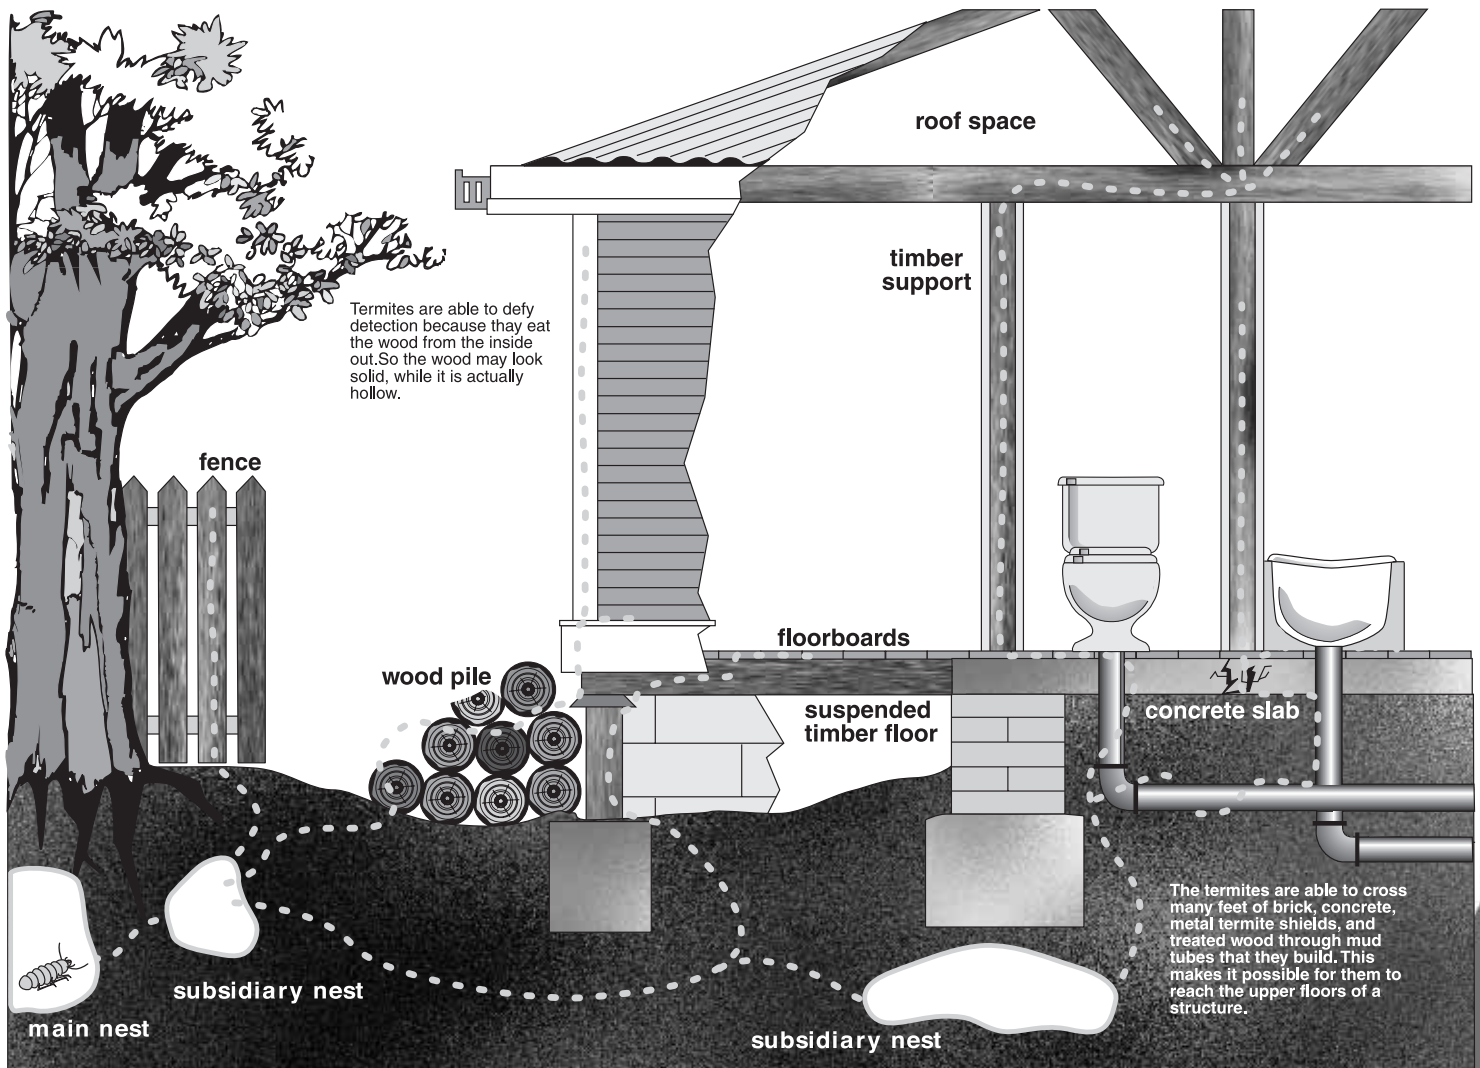 roof space
timber
support
Termites are able to defy
detection because thay eat
the wood from the inside
out.So the wood may look
solid, while it is actually
hollow.
fence
floorboards
wood pile
suspended
timber floor
concrete slab
The termites are able to cross
many feet of brick, concrete,
metal termite shields, and
treated wood through mud
tubes that they build. This
makes it possible for them to
reach the upper floors of a
structure.
subsidiary nest
main nest
subsidiary nest